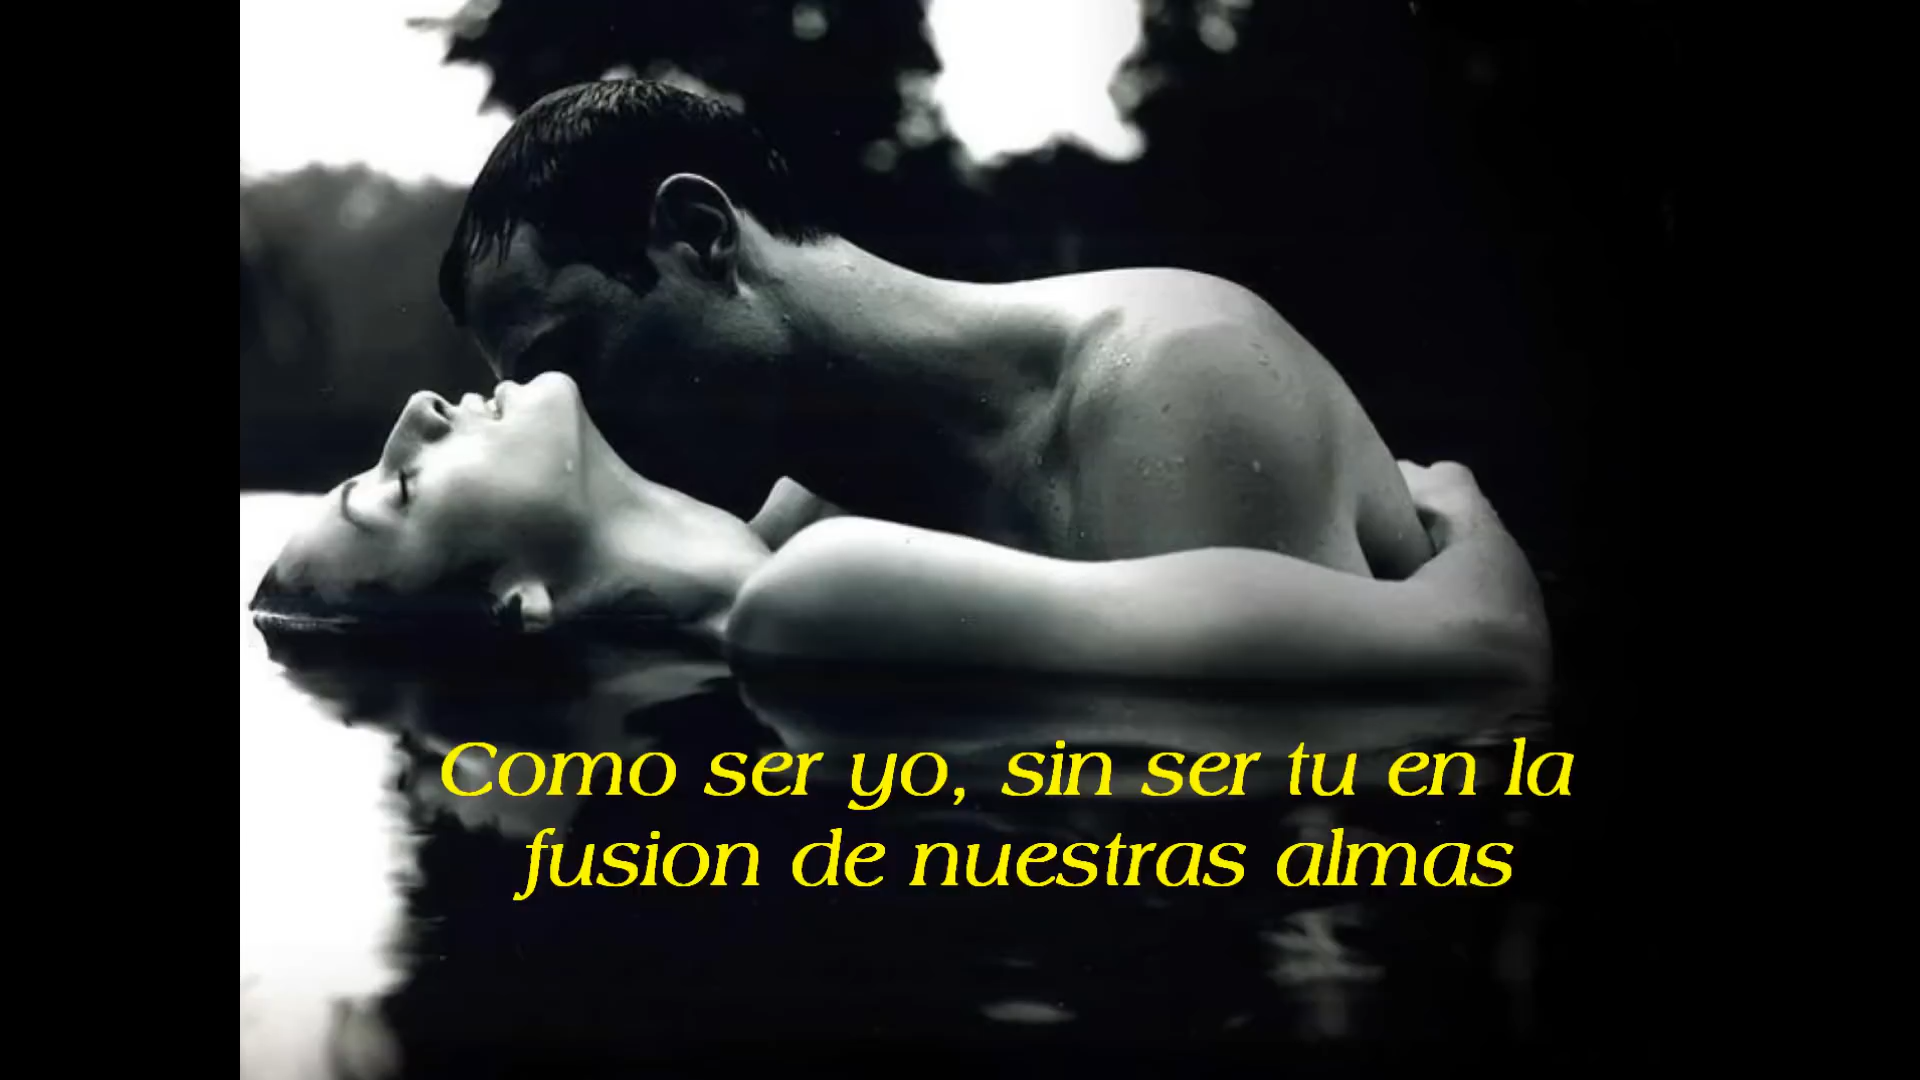 Como ser yo, sin ser tu en la
fusion de nuestras almas